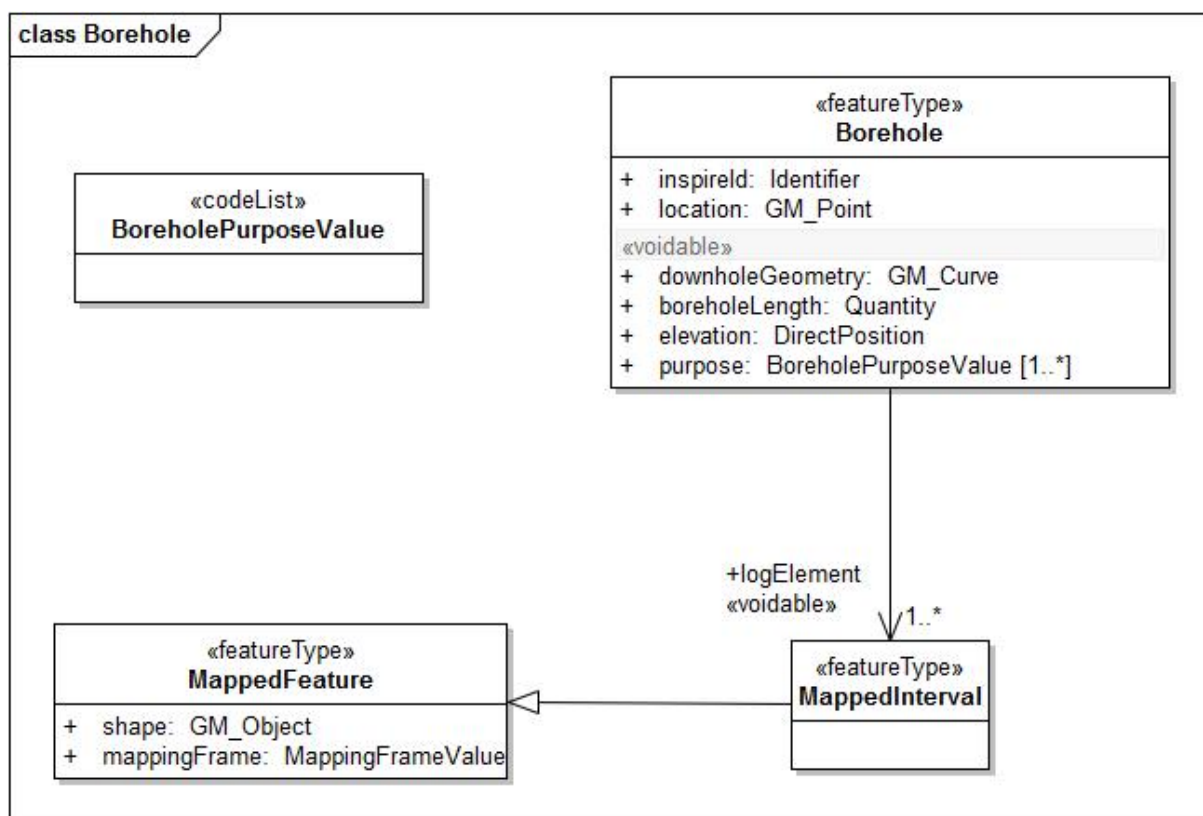 class Borehole
«featureType»
Borehole
+ inspireId: Identifier
+ location: GM_Point
«voidable»
+ downholeGeometry: GM_Curve
+ boreholeLength: Quantity
+ elevation: DirectPosition
+ purpose: BoreholePurposeValue [1..*]
«codeList»
BoreholePurposeValue
+logElement
«voidable»
1..*
«featureType»
MappedFeature
+ shape: GM_Object
+ mappingFrame: MappingFrameValue
«featureType»
MappedInterval